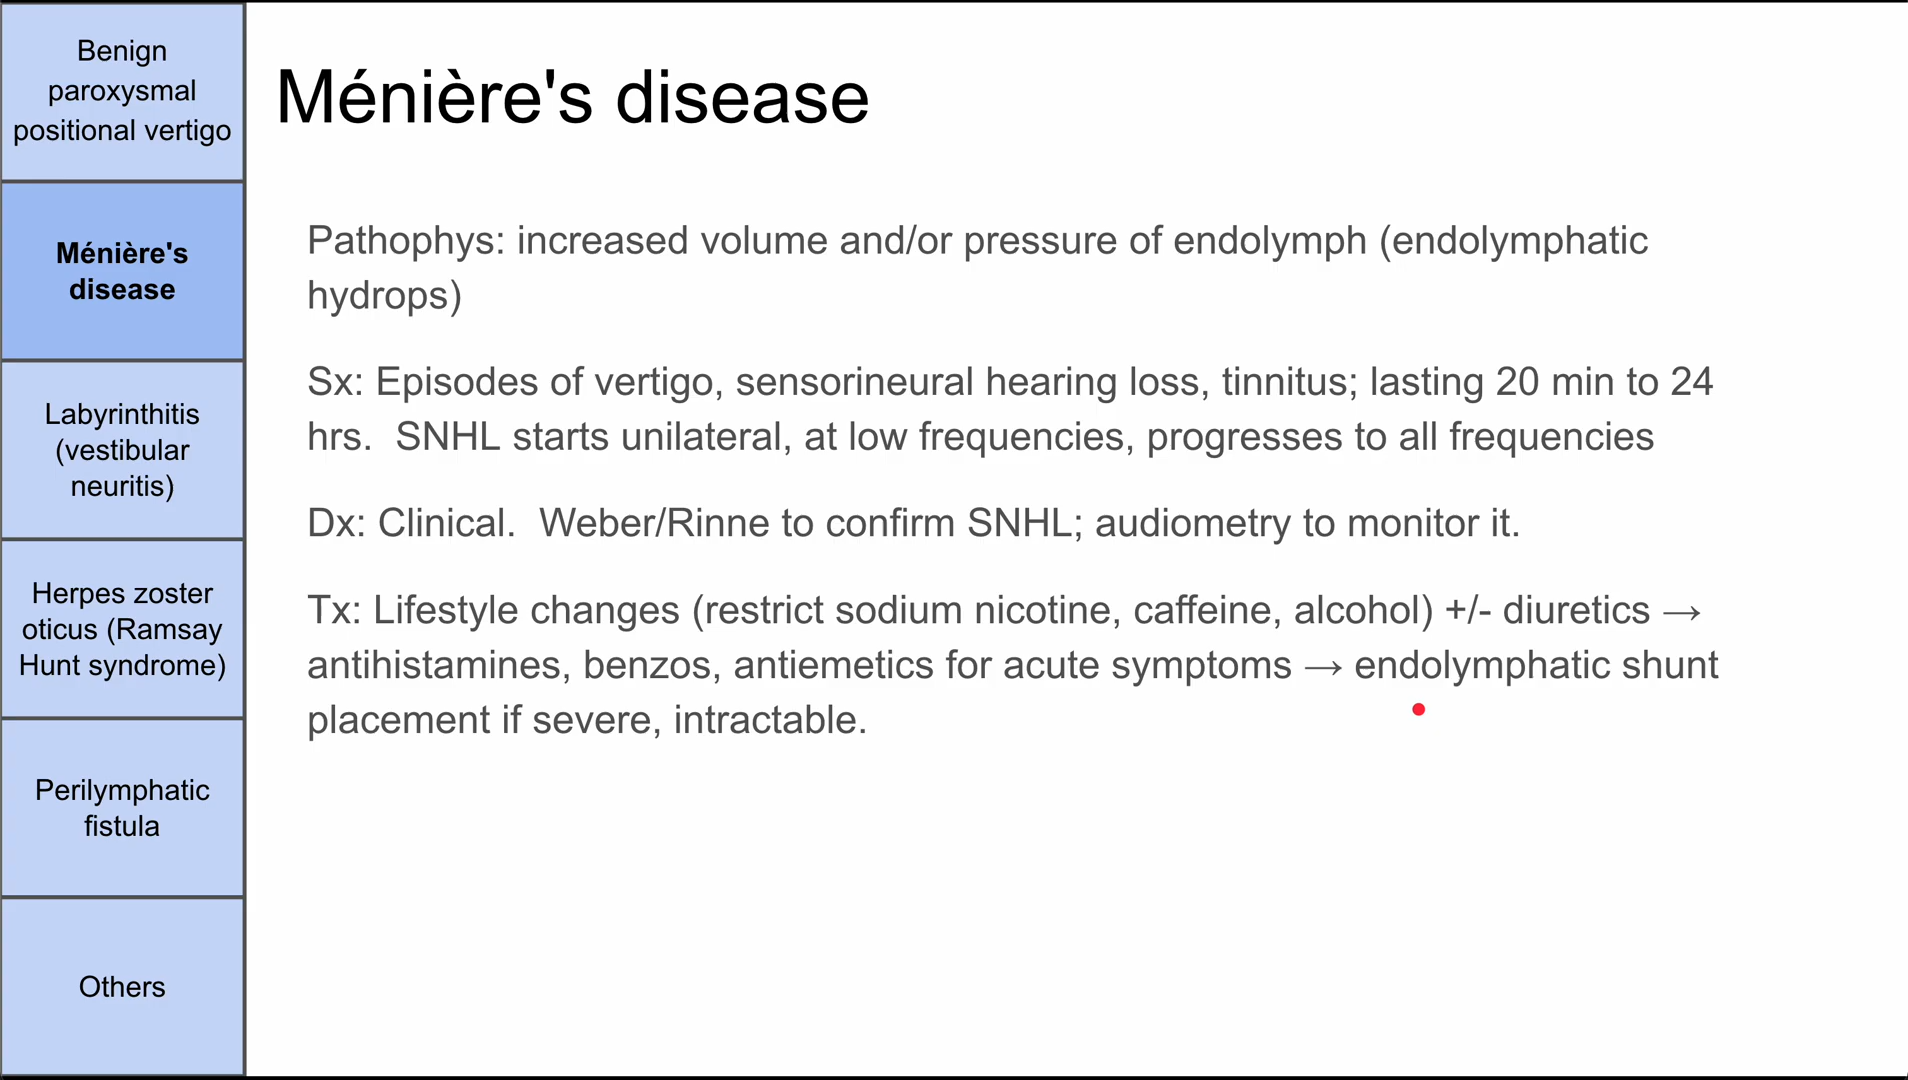 Benign
paroxysmal
positional vertigo
Ménière's
disease
Labyrinthitis
(vestibular
neuritis)
Herpes zoster
oticus (Ramsay
Hunt syndrome)
Perilymphatic
fistula
Others
Ménière's disease
Pathophys: increased volume and/or pressure of endolymph (endolymphatic
hydrops)
Sx: Episodes of vertigo, sensorineural hearing loss, tinnitus; lasting 20 min to 24
hrs.  SNHL starts unilateral, at low frequencies, progresses to all frequencies
Dx: Clinical.  Weber/Rinne to confirm SNHL; audiometry to monitor it.
Tx: Lifestyle changes (restrict sodium nicotine, caffeine, alcohol) +/- diuretics →
antihistamines, benzos, antiemetics for acute symptoms → endolymphatic shunt
placement if severe, intractable.